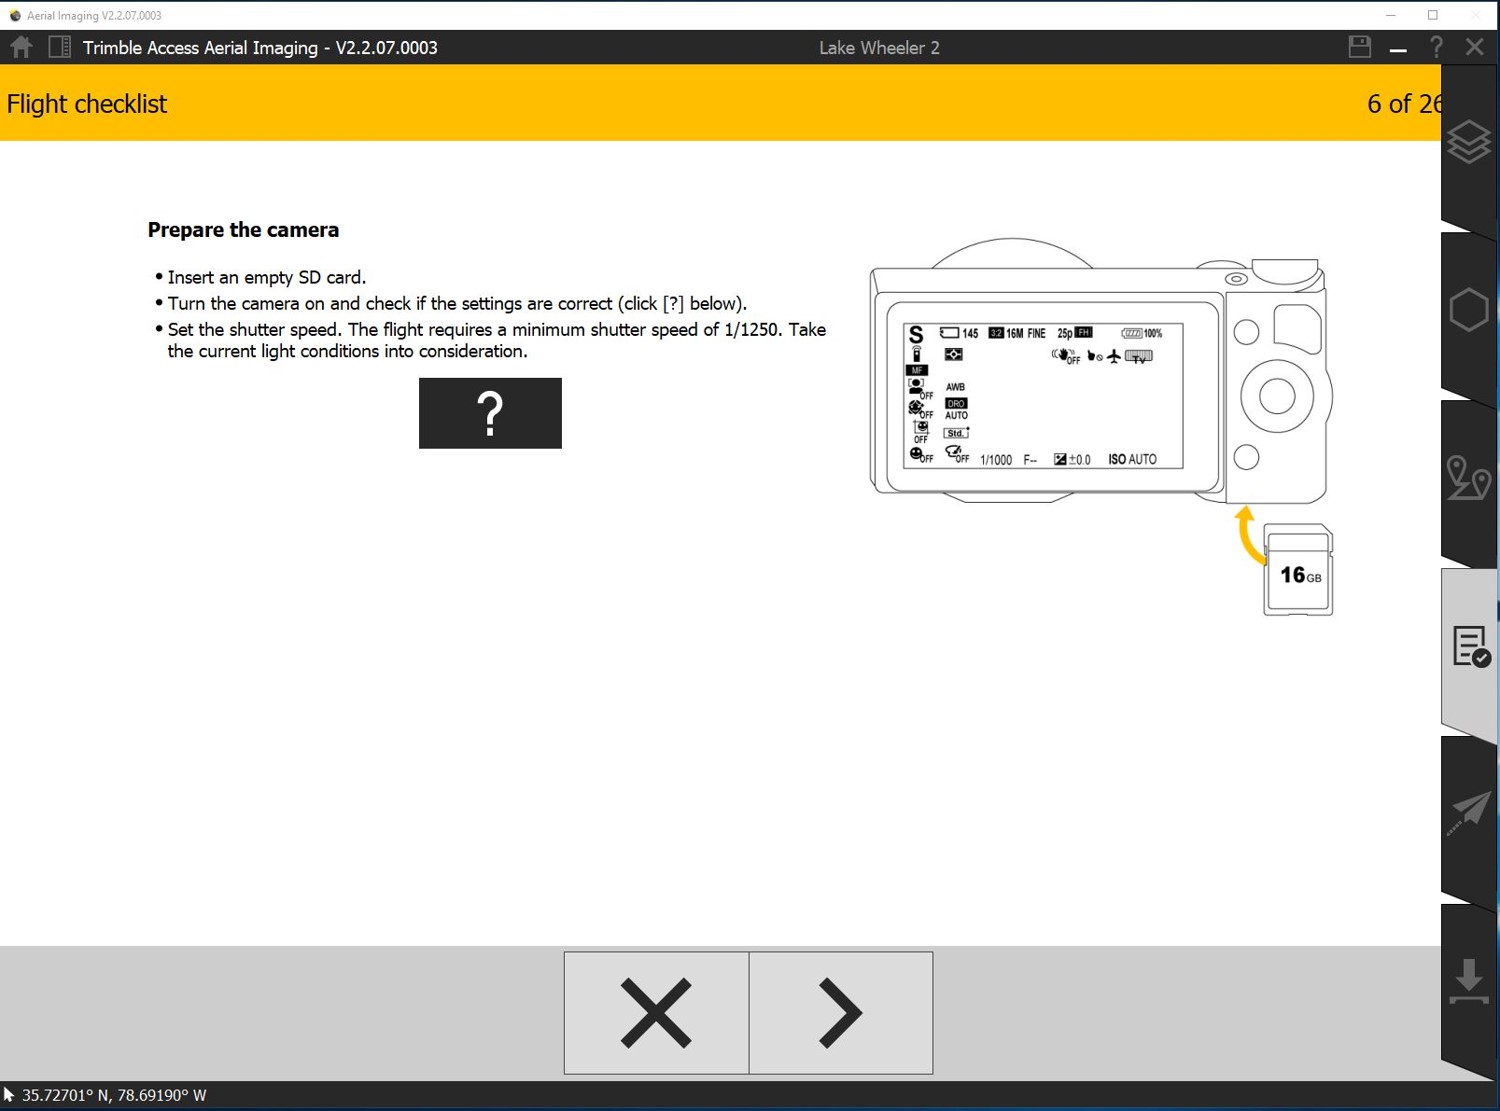 Aerial Imaging V2.2.07.0003
Trimble Access Aerial Imaging - V2.2.07.0003
Lake Wheeler 2
?
Flight checklist
6 of 26
Prepare the camera
• Insert an empty SD card.
• Turn the camera on and check if the settings are correct (click [?] below).
• Set the shutter speed. The flight requires a minimum shutter speed of 1/1250. Take
the current light conditions into consideration.
?
S 145 3:2 16M FINE 25p FH 100%
OFF Tv
MF
OFF AWB
OFF DRO
AUTO
OFF Std.
OFF OFF 1/1000 F-- ±0.0 ISO AUTO
16GB
35.72701° N, 78.69190° W